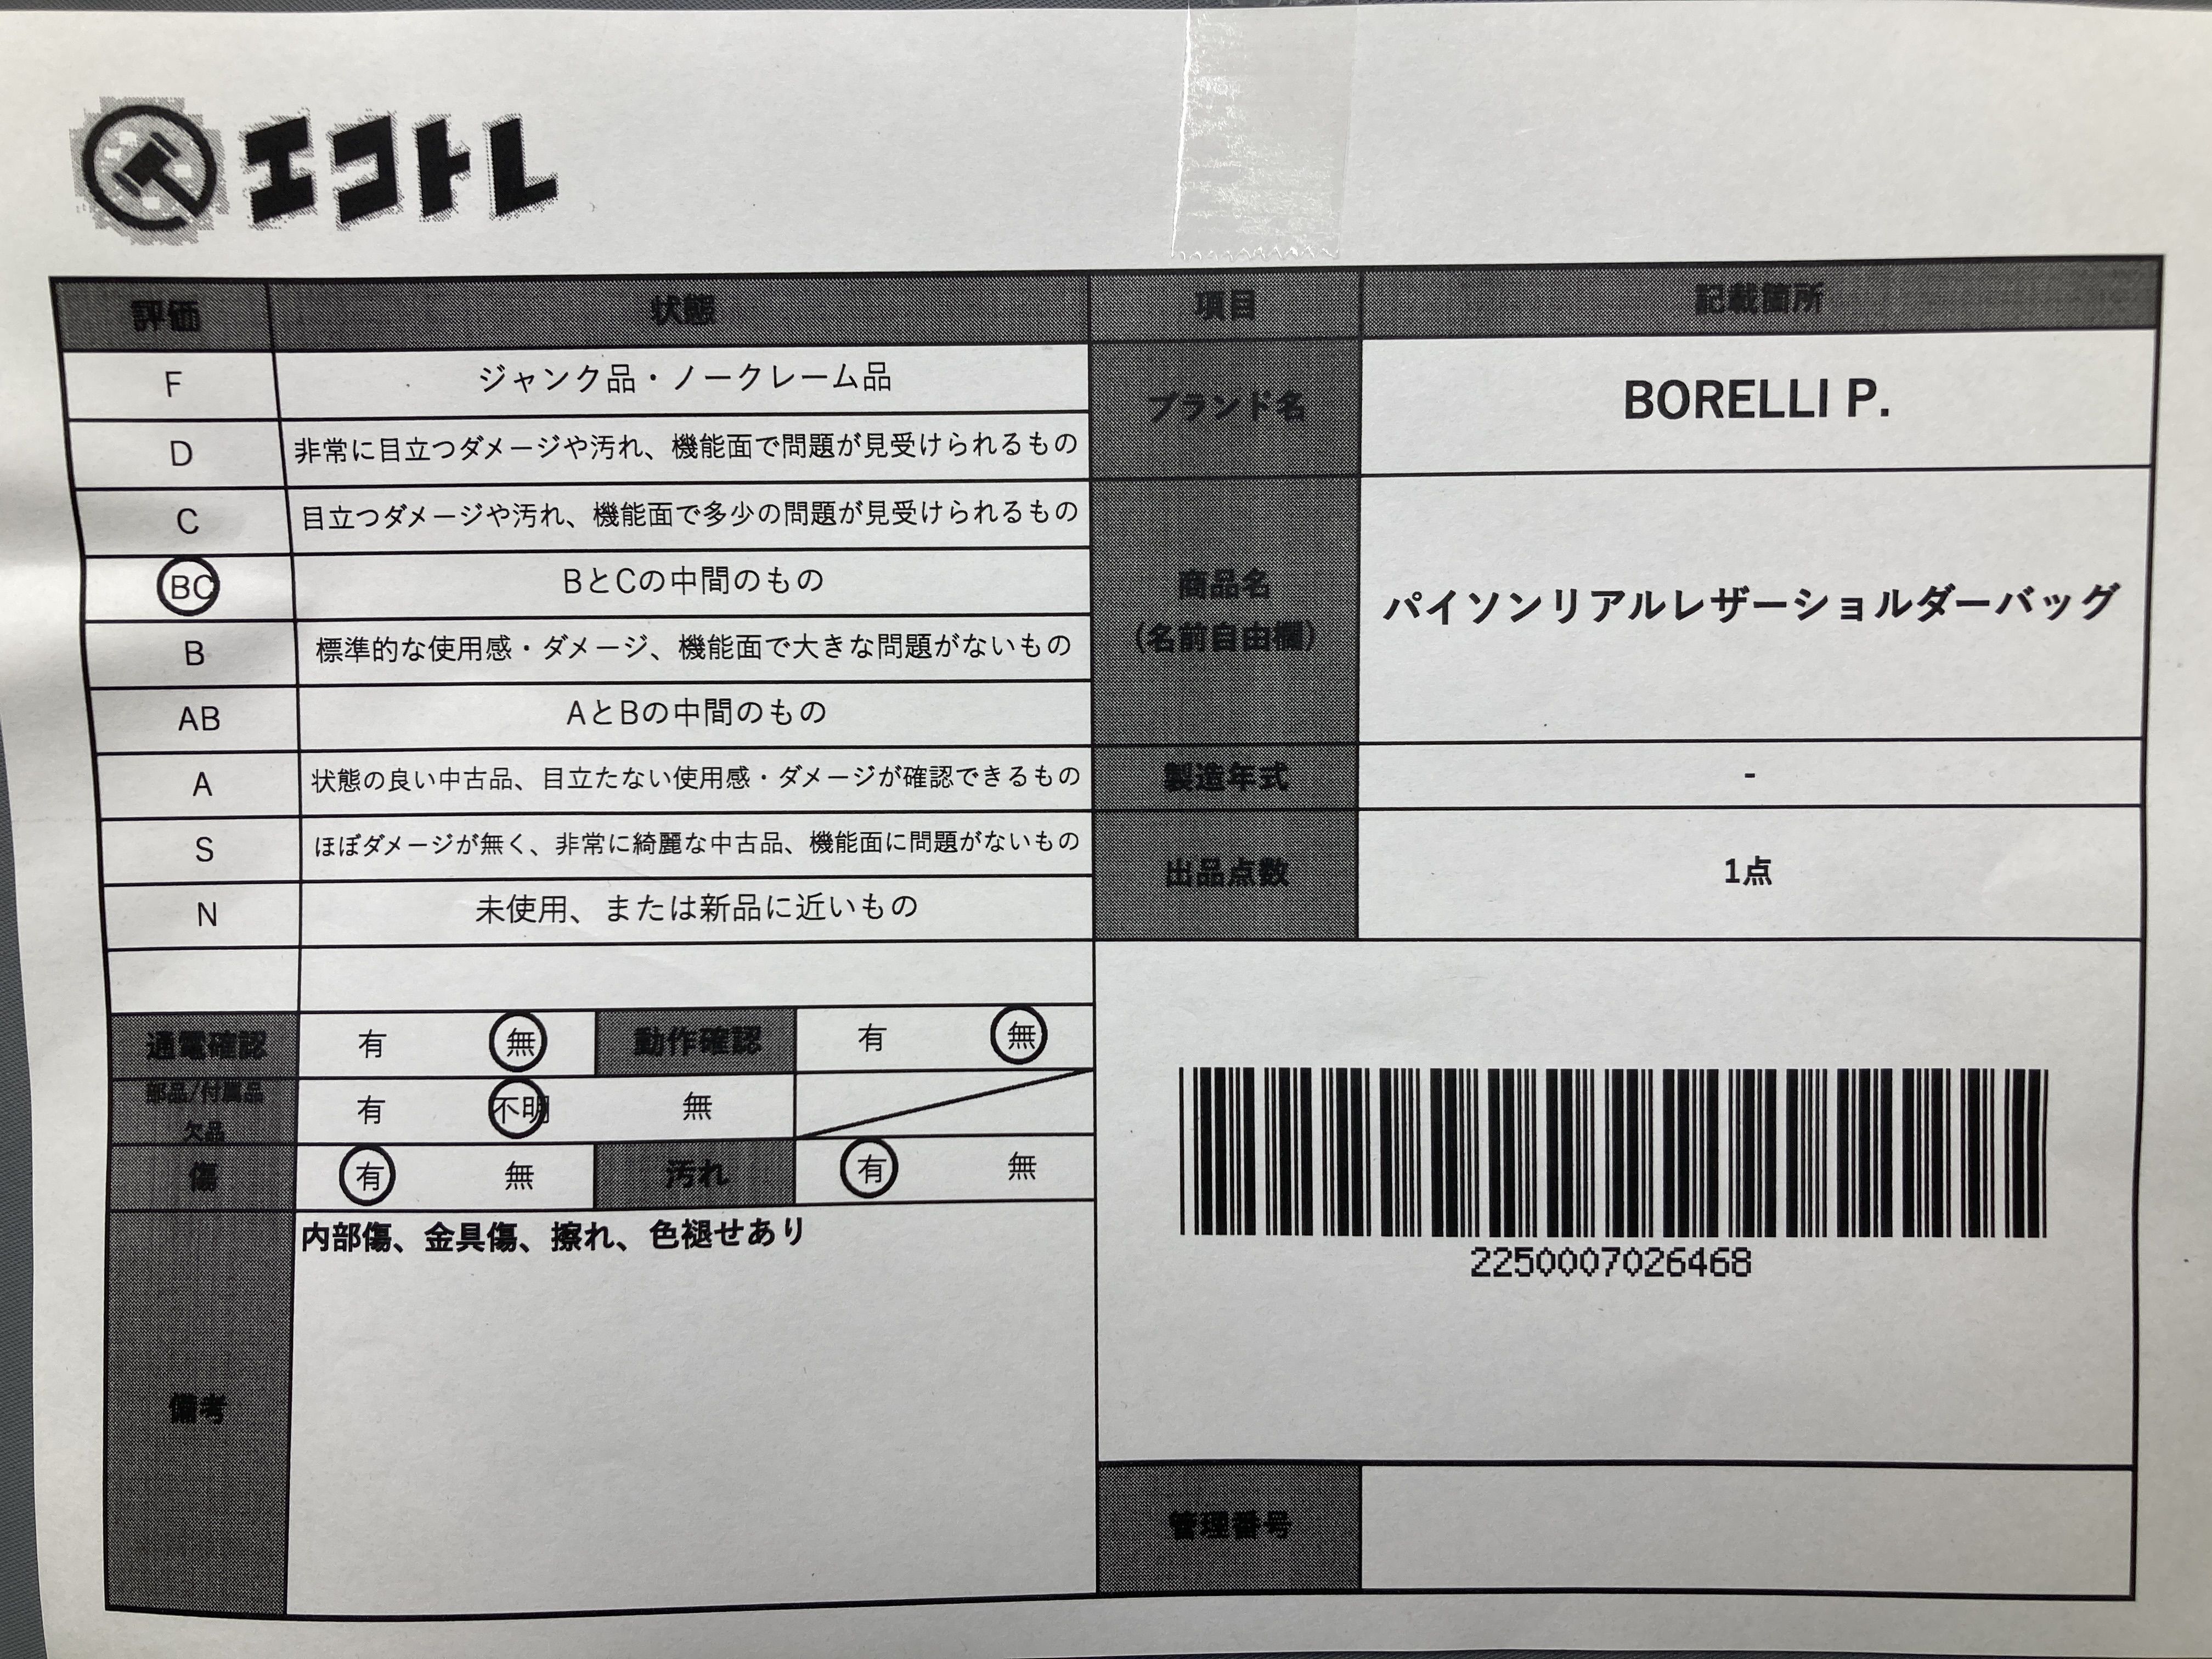 エコトレ
評価 状態 項目 記載箇所
F ジャンク品・ノークレーム品
D 非常に目立つダメージや汚れ、機能面で問題が見受けられるもの
C 目立つダメージや汚れ、機能面で多少の問題が見受けられるもの
BC BとCの中間のもの
B 標準的な使用感・ダメージ、機能面で大きな問題がないもの
AB AとBの中間のもの
A 状態の良い中古品、目立たない使用感・ダメージが確認できるもの
S ほぼダメージが無く、非常に綺麗な中古品、機能面に問題がないもの
N 未使用、または新品に近いもの
ブランド名 BORELLI P.
商品名
(名前自由欄)
パイソンリアルレザーショルダーバッグ
製造年式 -
出品点数 1点
通電確認 有 無 動作確認 有 無
部品/付属品
欠品
有 不明 無
傷 有 無 汚れ 有 無
備考
内部傷、金具傷、擦れ、色褪せあり
2250007026468
管理番号